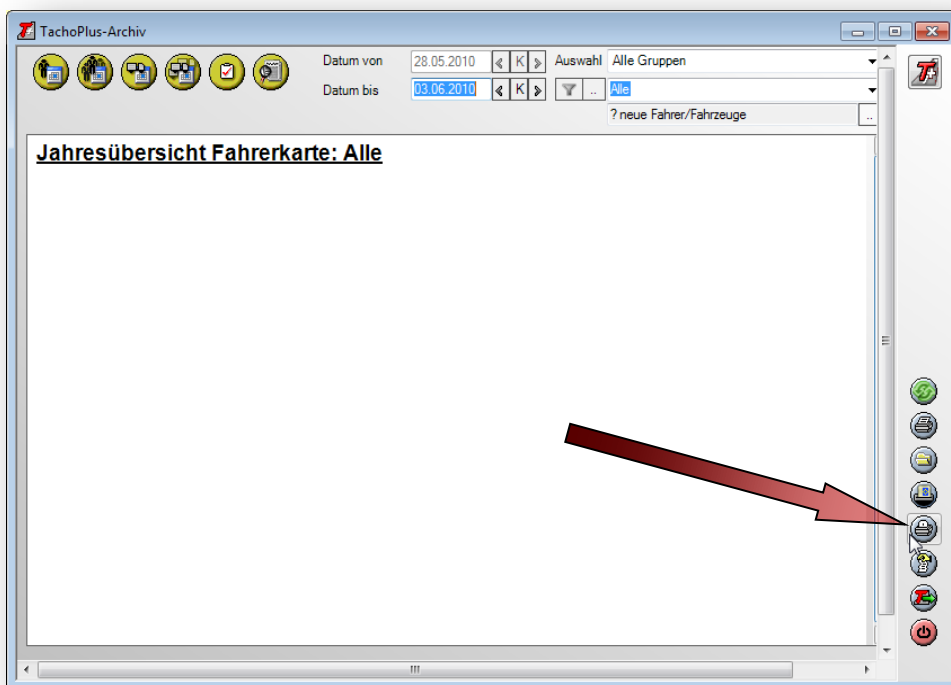 TachoPlus-Archiv
Datum von 28.05.2010 K Auswahl Alle Gruppen
Datum bis 03.06.2010 K .. Alle
? neue Fahrer/Fahrzeuge ..
Jahresübersicht Fahrerkarte: Alle